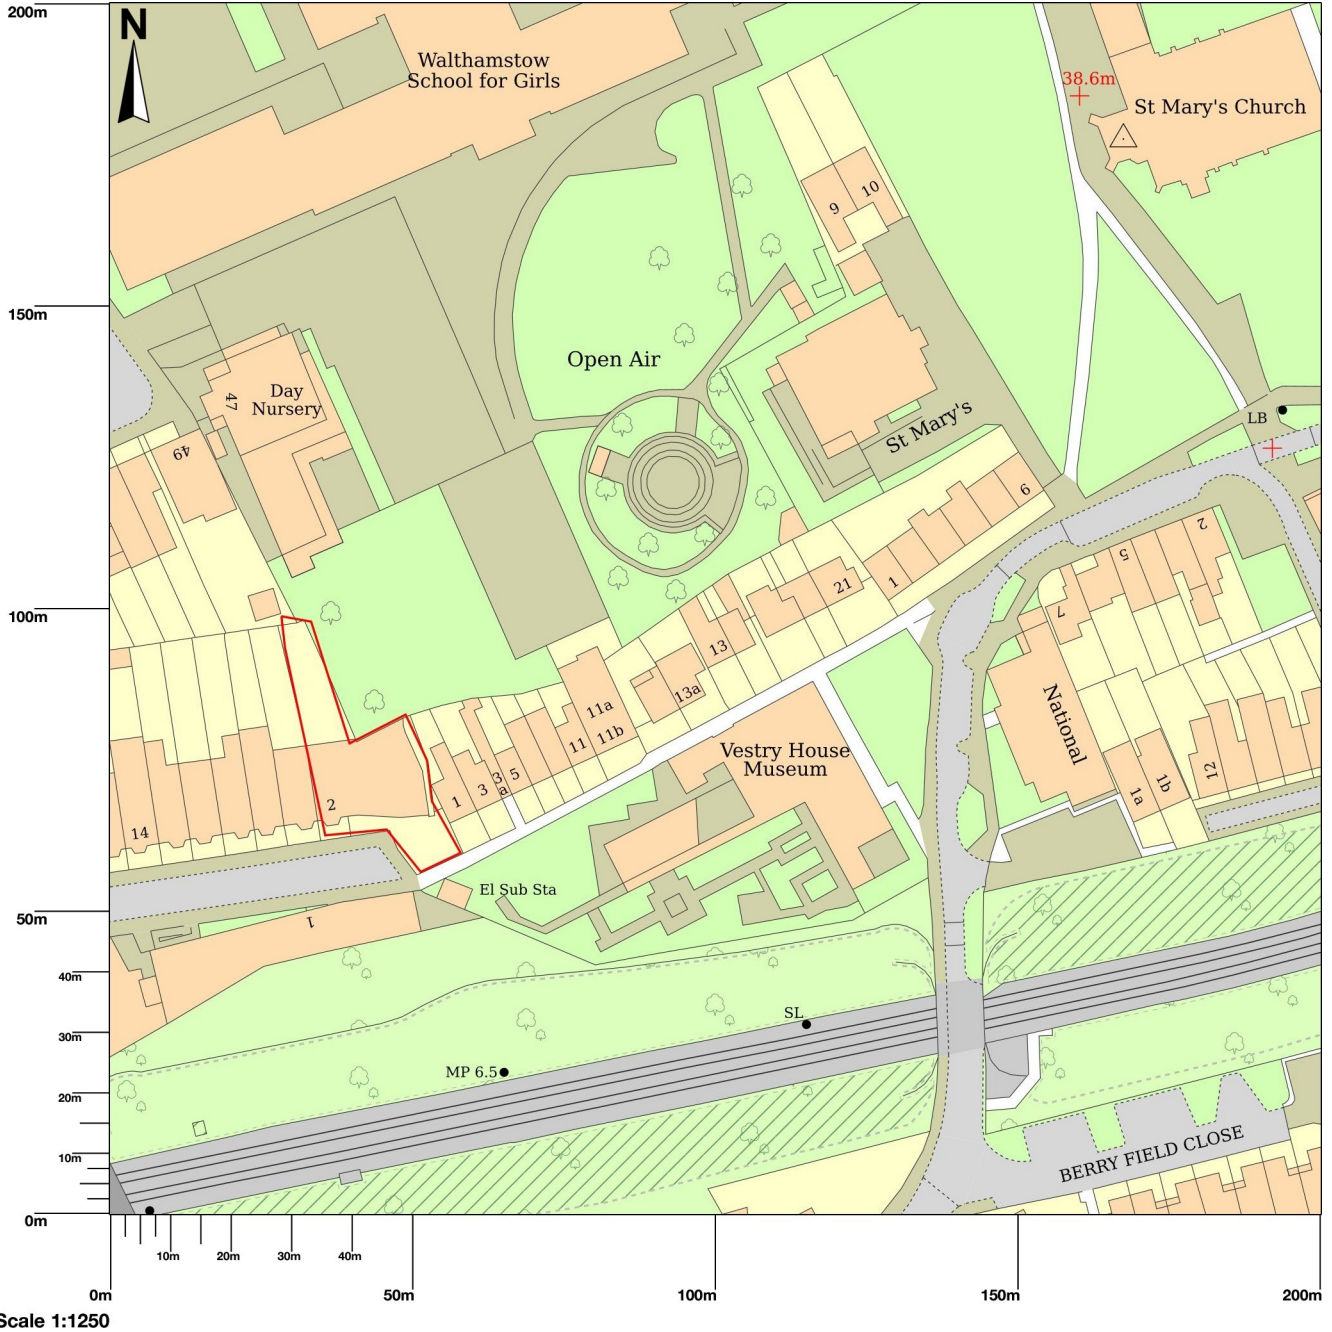 200m
N
Walthamstow
School for Girls
38.6m
St Mary's Church
9
10
150m
Open Air
47
Day
Nursery
49
St Mary's
LB
6
2
5
21
1
7
100m
13
13a
11a
11b
11
National
Vestry House
Museum
5
3
3
a
1
2
14
12
1b
1a
El Sub Sta
1
50m
40m
SL
30m
MP 6.5
20m
10m
BERRY FIELD CLOSE
0m
10m
20m
30m
40m
0m
50m
100m
150m
200m
Scale 1:1250